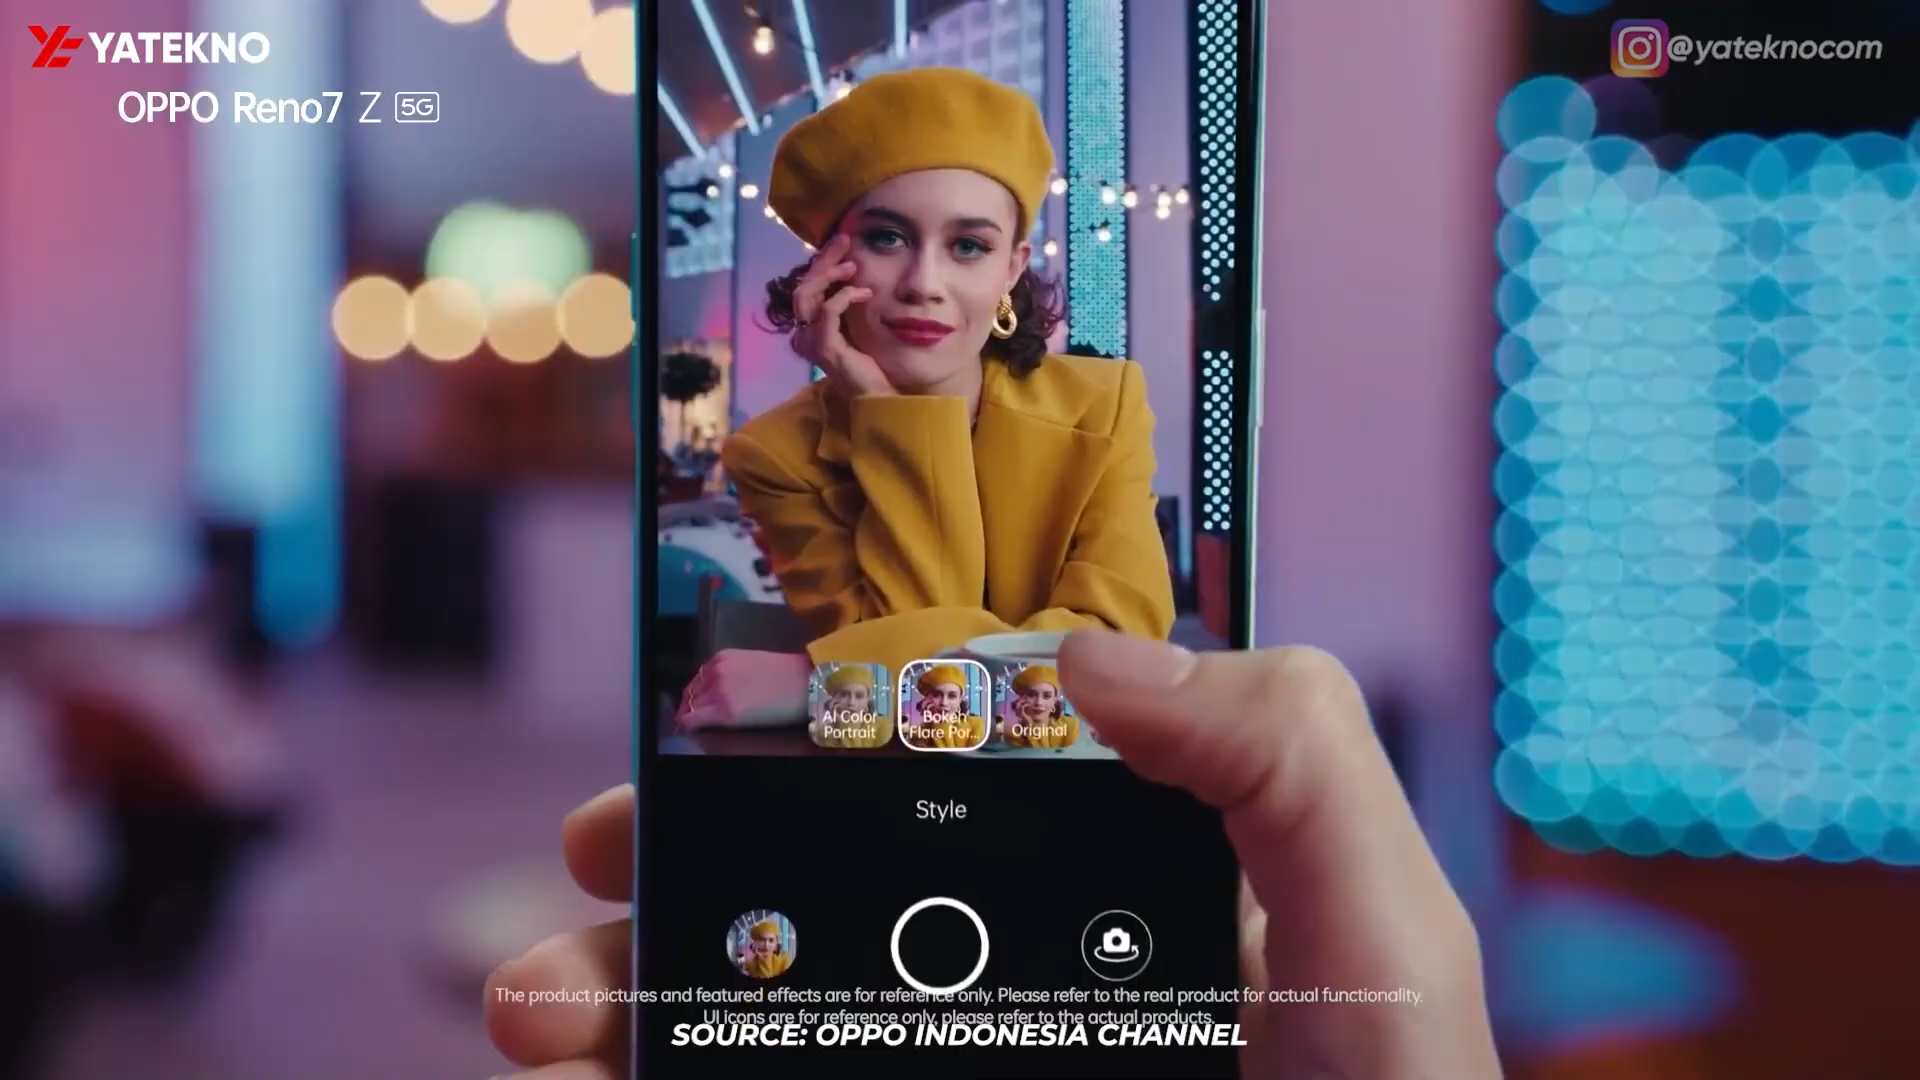 YATEKNO
@yateknocom
OPPO Reno7 Z 5G
AI Color
Portrait
Bokeh
Flare Por...
Original
Style
The product pictures and featured effects are for reference only. Please refer to the real product for actual functionality.
UI icons are for reference only, please refer to the actual products.
SOURCE: OPPO INDONESIA CHANNEL